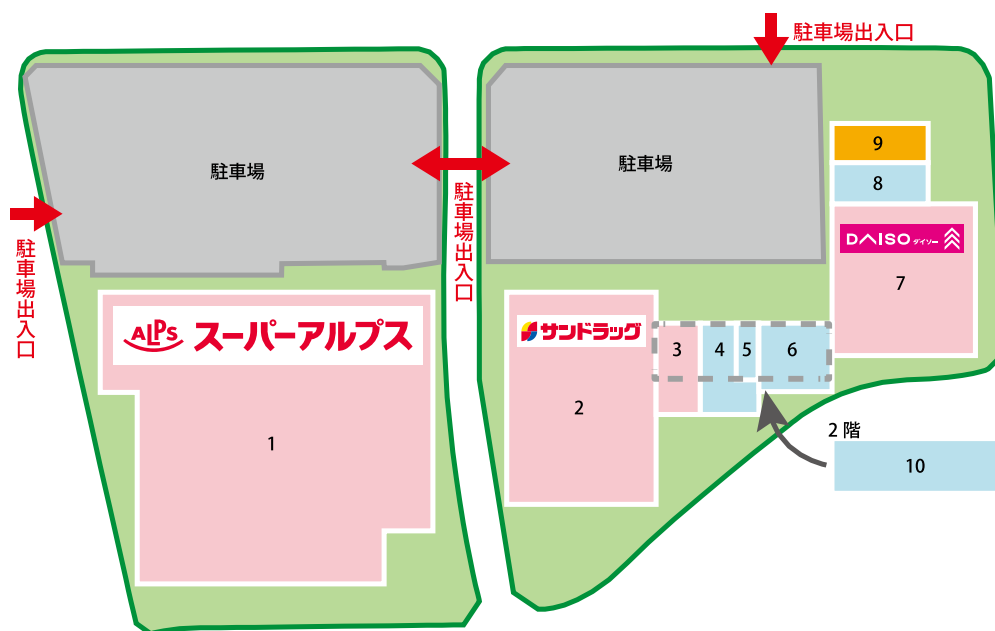 駐車場出入口
駐車場
駐車場
駐車場出入口
駐車場出入口
9
8
DAISO ダイソー
7
ALPS スーパーアルプス
サンドラッグ
3
4
5
6
2
1
2階
10